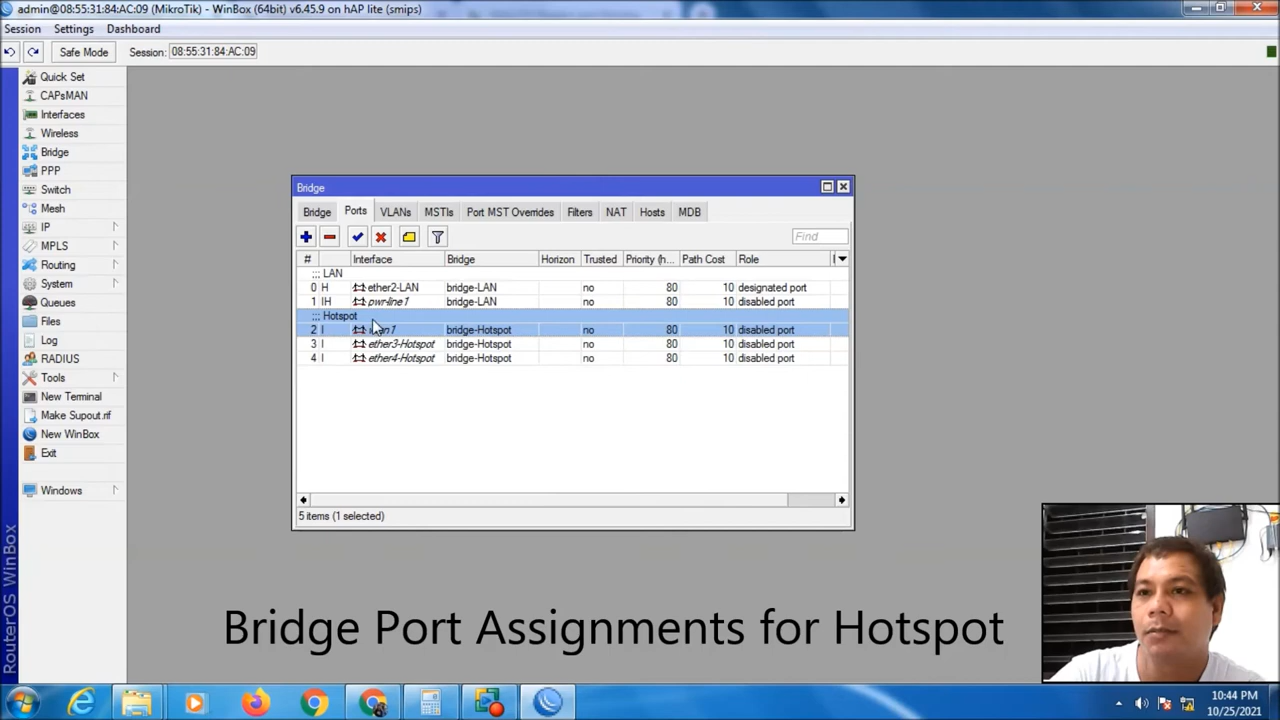 admin@08:55:31:84:AC:09 (MikroTik) - WinBox (64bit) v6.45.9 on hAP lite (smips)
Session Settings Dashboard
Safe Mode Session: 08:55:31:84:AC:09
Quick Set
CAPsMAN
Interfaces
Wireless
Bridge
PPP
Switch
Mesh
IP
MPLS
Routing
System
Queues
Files
Log
RADIUS
Tools
New Terminal
Make Supout.rif
New WinBox
Exit
Windows
RouterOS WinBox
Bridge
Bridge Ports VLANs MSTIs Port MST Overrides Filters NAT Hosts MDB
Find
# Interface Bridge Horizon Trusted Priority (h... Path Cost Role
;;; LAN
0 H ether2-LAN bridge-LAN no 80 10 designated port
1 IH pwr-line1 bridge-LAN no 80 10 disabled port
;;; Hotspot
2 I bridge-Hotspot no 80 10 disabled port
3 I ether3-Hotspot bridge-Hotspot no 80 10 disabled port
4 I ether4-Hotspot bridge-Hotspot no 80 10 disabled port
5 items (1 selected)
Bridge Port Assignments for Hotspot
10:44 PM
10/25/2021